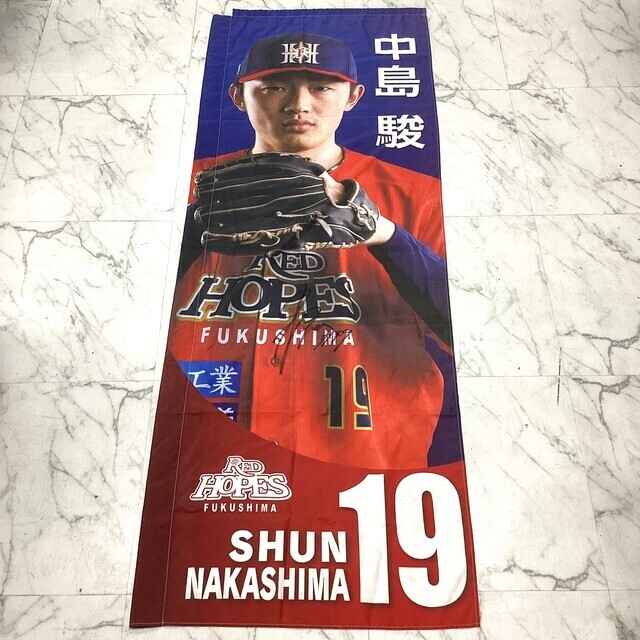 中島 駿
RED
HOPES
FUKUSHIMA
工業
19
RED
HOPES
FUKUSHIMA
SHUN
NAKASHIMA
19